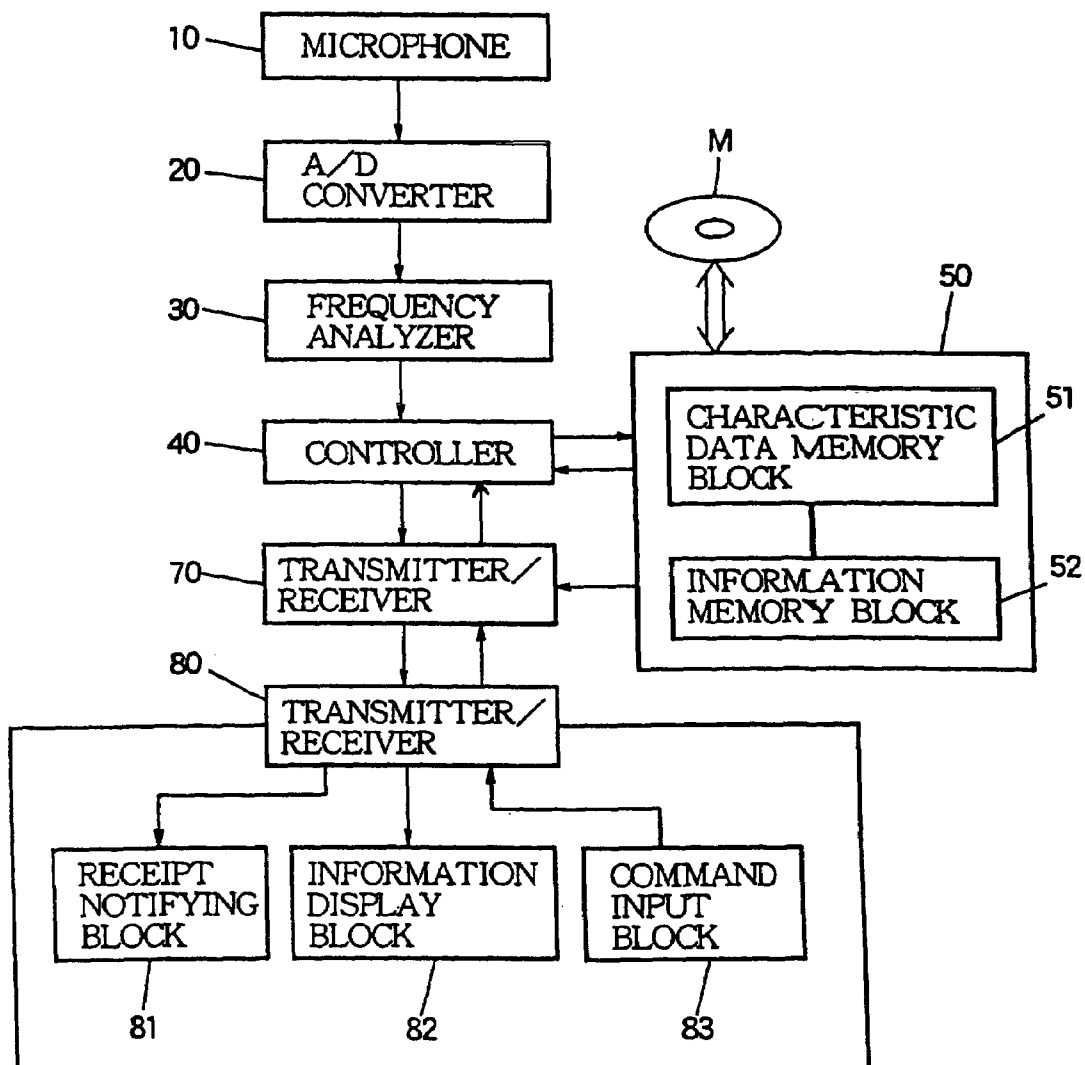 10
MICROPHONE
20
A/D
CONVERTER
M
30
FREQUENCY
ANALYZER
50
40
CONTROLLER
51
CHARACTERISTIC
DATA MEMORY
BLOCK
70
TRANSMITTER/
RECEIVER
52
INFORMATION
MEMORY BLOCK
80
TRANSMITTER/
RECEIVER
RECEIPT
NOTIFYING
BLOCK
INFORMATION
DISPLAY
BLOCK
COMMAND
INPUT
BLOCK
81
82
83